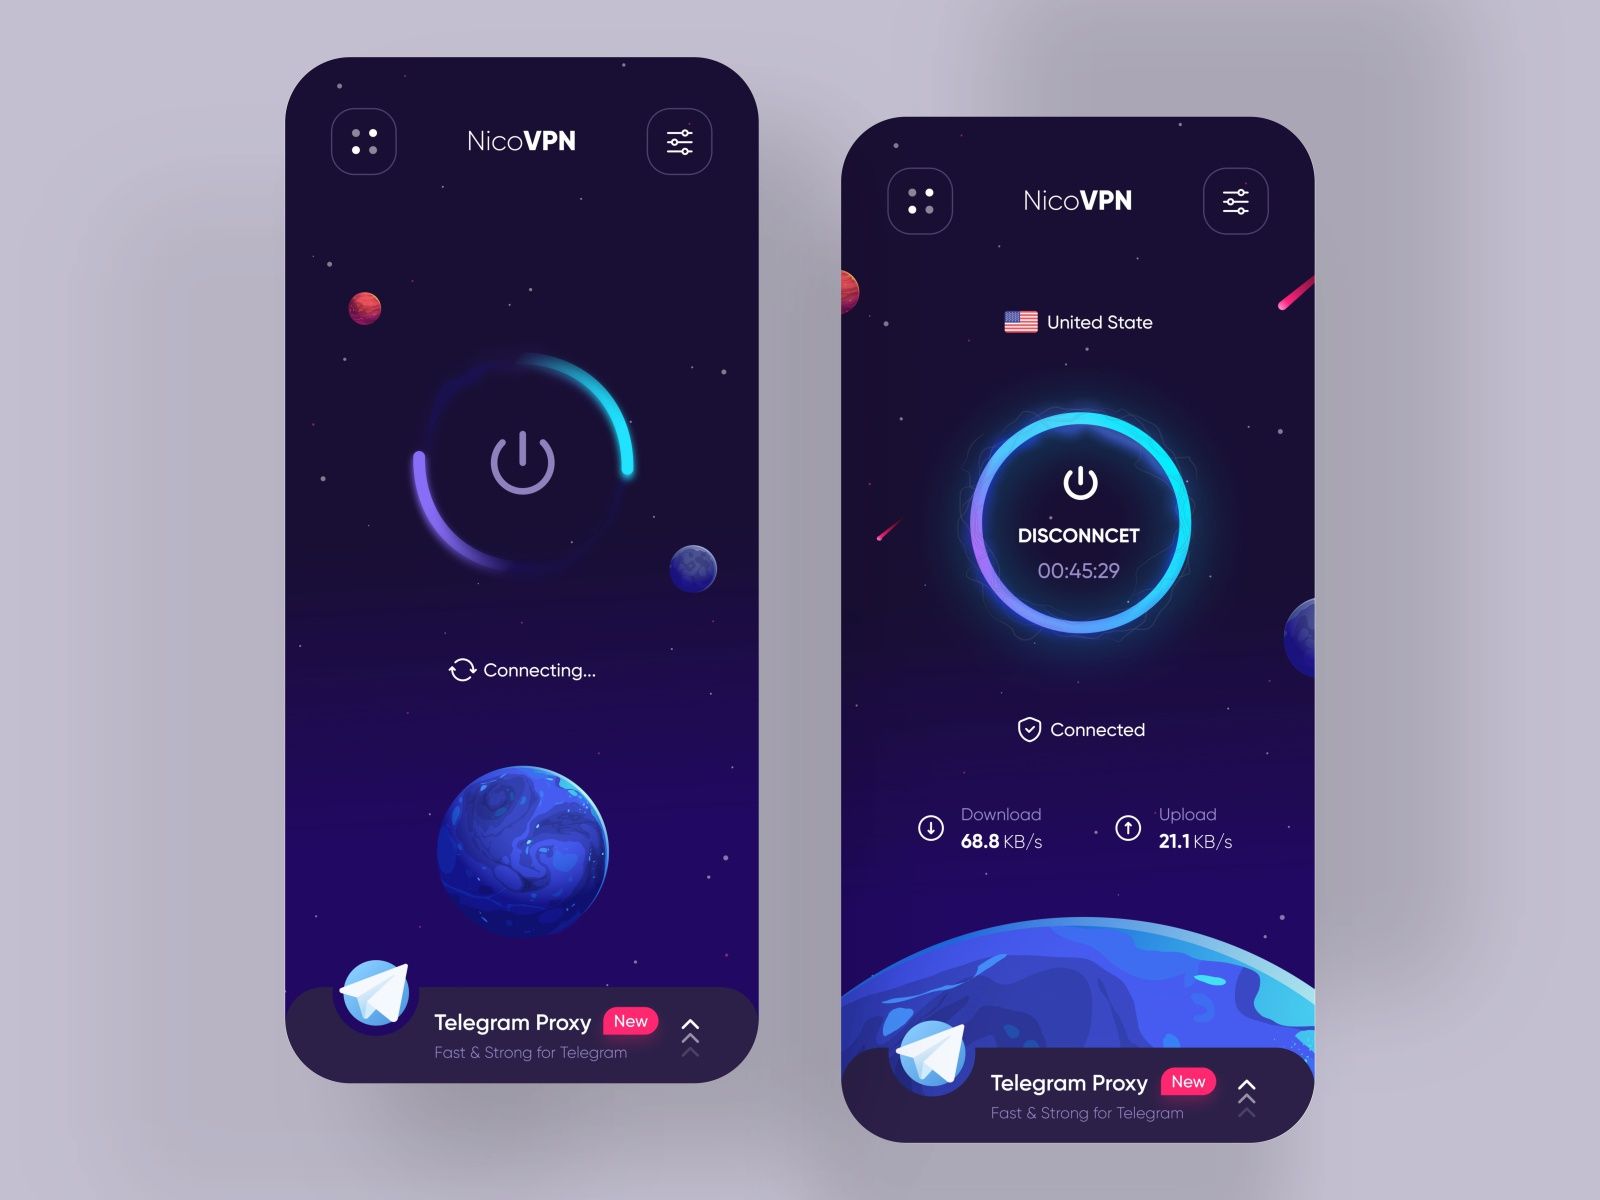 NicoVPN
Connecting...
Telegram Proxy New
Fast & Strong for Telegram
NicoVPN
United State
DISCONNCET
00:45:29
Connected
Download
68.8 KB/s
Upload
21.1 KB/s
Telegram Proxy New
Fast & Strong for Telegram